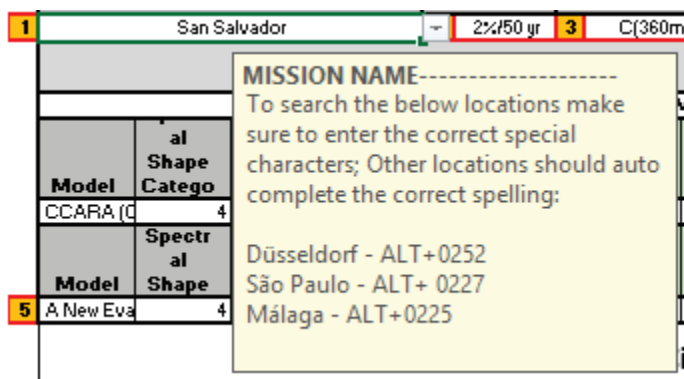 1 San Salvador 2%/50 yr 3 C(360m
MISSION NAME--------------------
To search the below locations make
sure to enter the correct special
characters; Other locations should auto
complete the correct spelling:
Düsseldorf - ALT+0252
São Paulo - ALT+ 0227
Málaga - ALT+0225
al
Shape
Model Catego
CCARA (C 4
Spectr
al
Model Shape
5 A New Eva 4